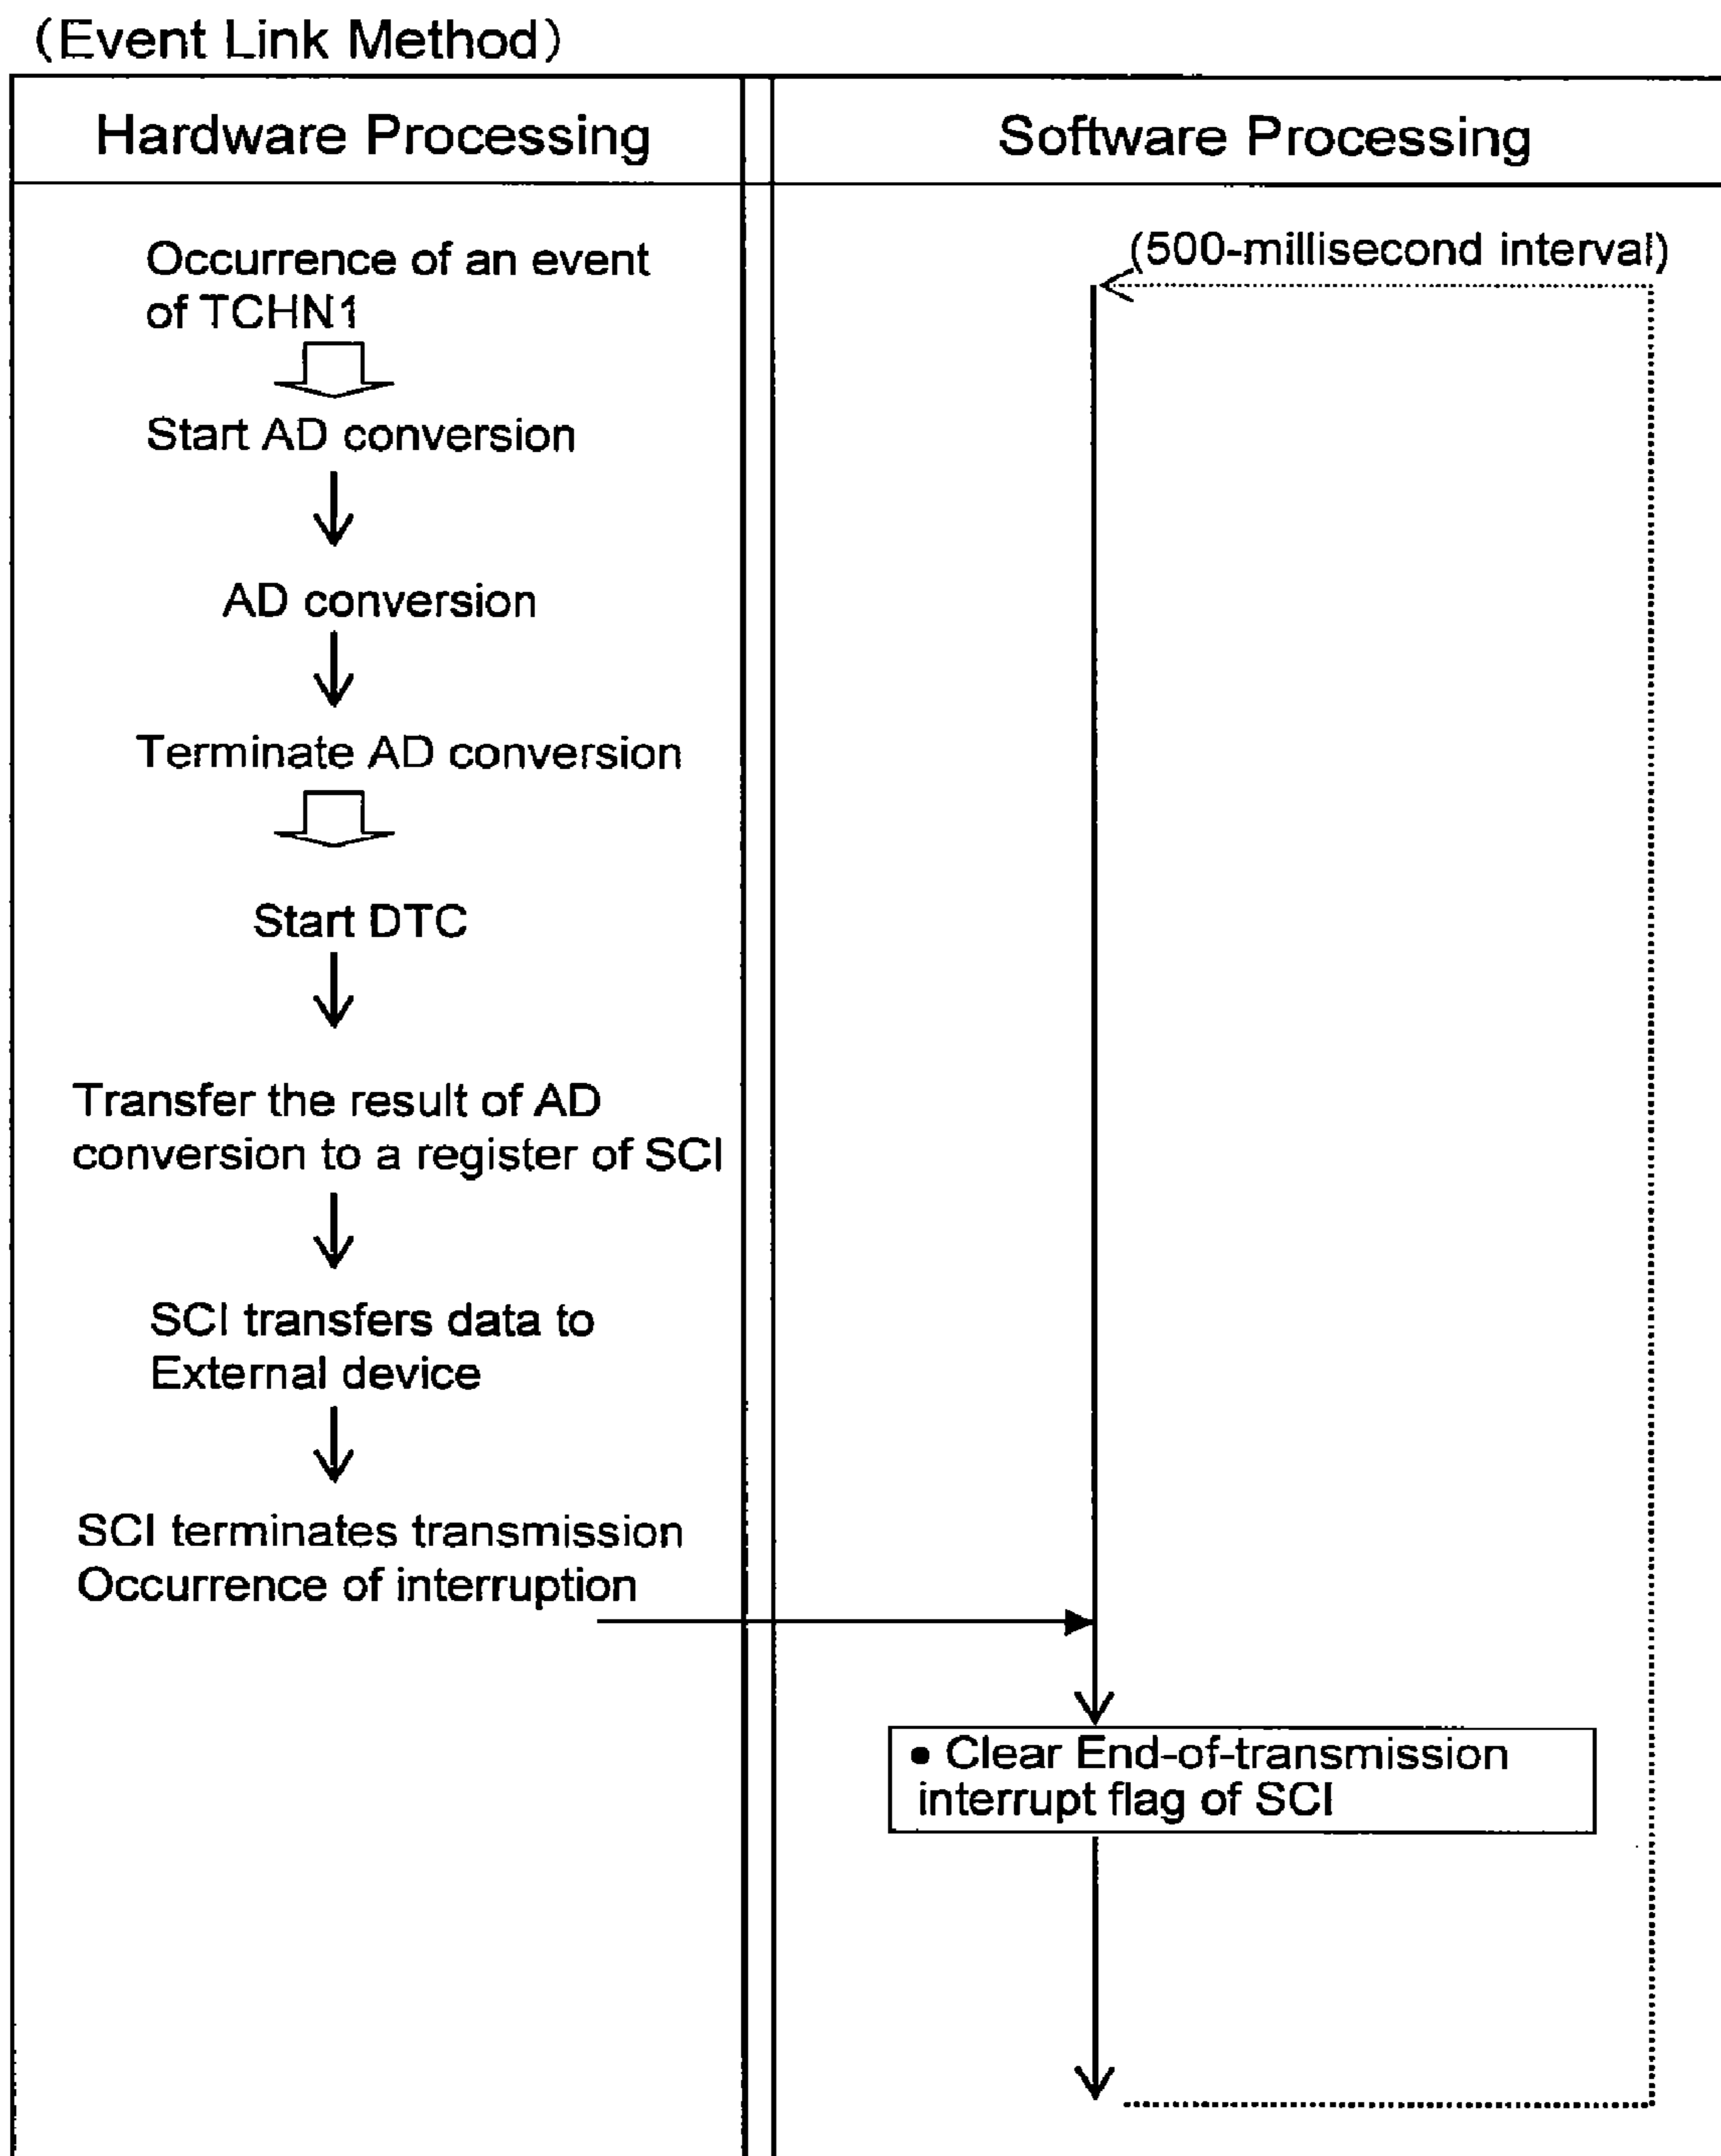 (Event Link Method)
Hardware Processing
Software Processing
Occurrence of an event
of TCHN1
Start AD conversion
AD conversion
Terminate AD conversion
Start DTC
Transfer the result of AD
conversion to a register of SCI
SCI transfers data to
External device
SCI terminates transmission
Occurrence of interruption
(500-millisecond interval)
• Clear End-of-transmission
interrupt flag of SCI